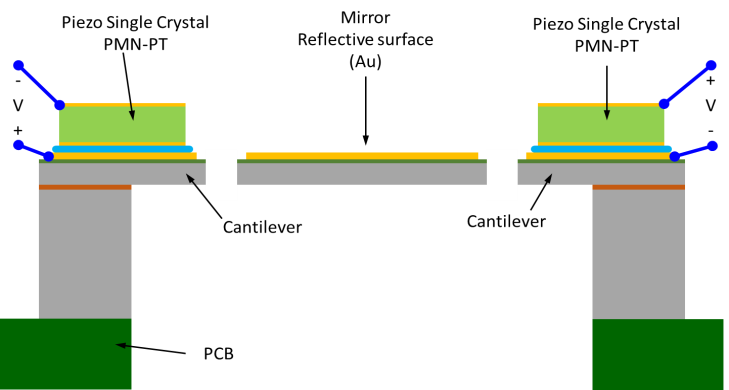 Piezo Single Crystal
PMN-PT
Mirror
Reflective surface
(Au)
Piezo Single Crystal
PMN-PT
-
V
+
+
V
-
Cantilever
Cantilever
PCB